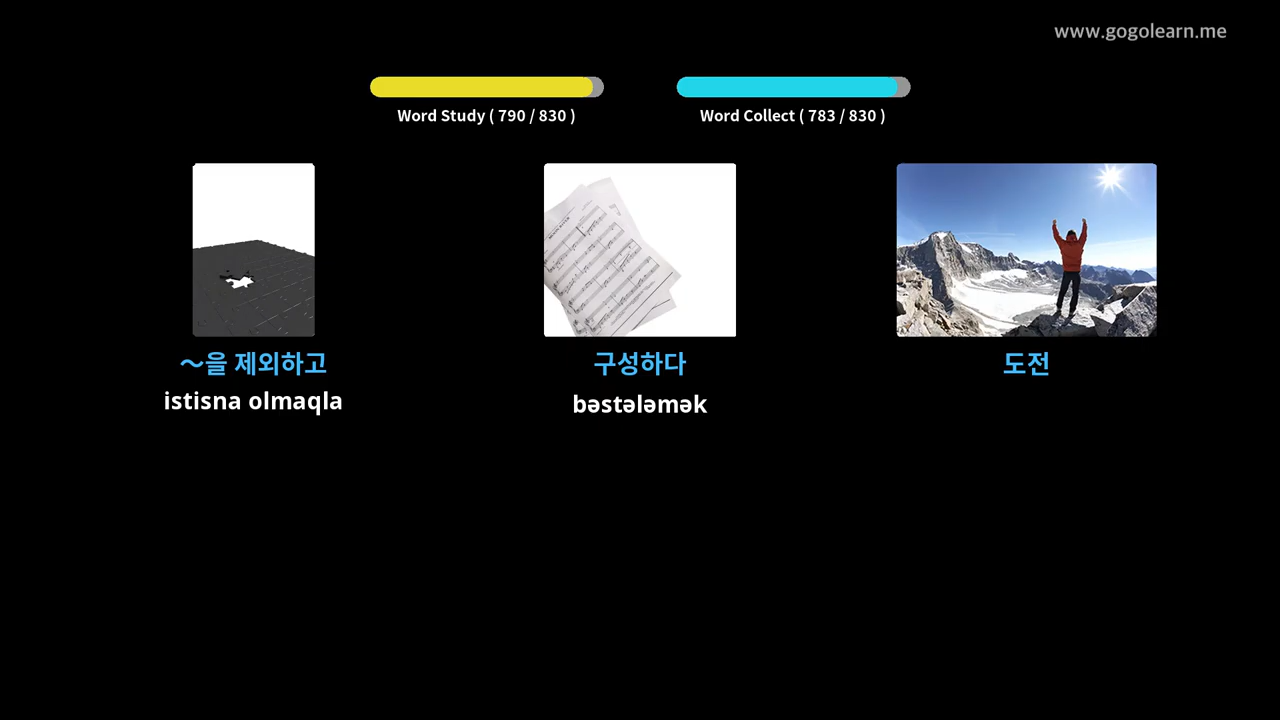 www.gogolearn.me
Word Study ( 790 / 830 )
Word Collect ( 783 / 830 )
～을 제외하고
구성하다
도전
istisna olmaqla
bəstələmək